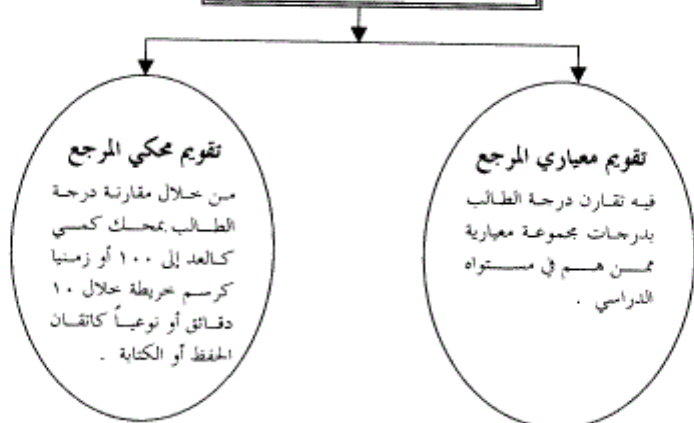 تقويم معياري المرجع
فيه تقارن درجة الطالب
بدرجات مجموعة معيارية
ممن هم في مستواه
الدراسي .
تقويم محكي المرجع
من خلال مقارنة درجة
الطالب بمحك كمي
كالعد إلى ١٠٠ أو زمنيا
كرسم خريطة خلال ١٠
دقائق أو نوعياً كاتقان
الحفظ أو الكتابة .